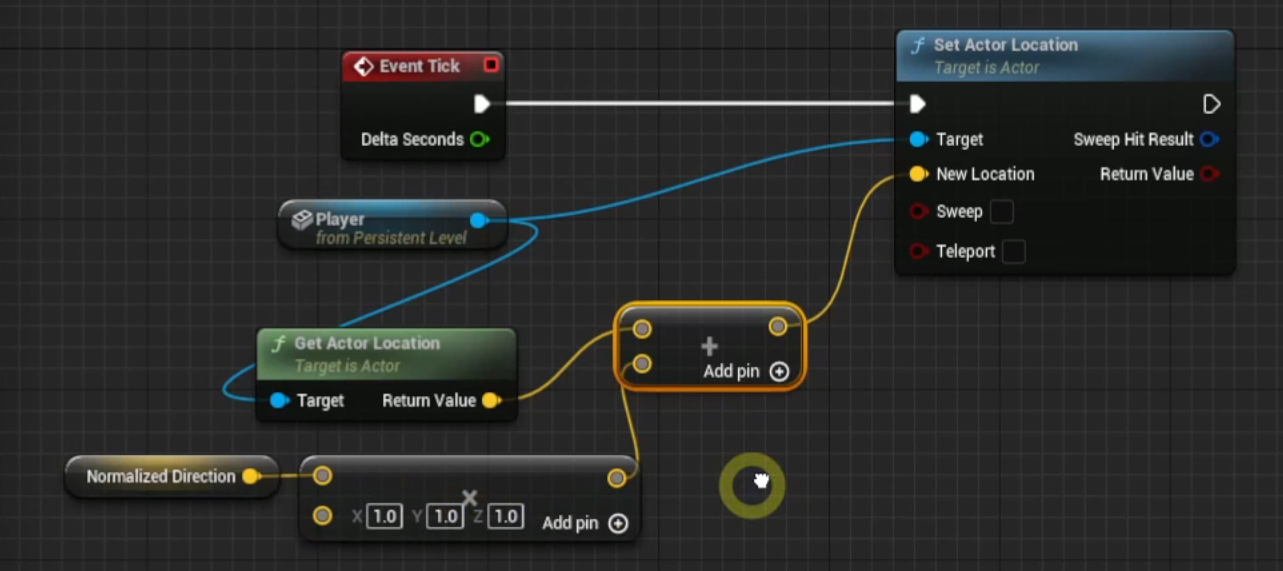 Event Tick
Delta Seconds
Set Actor Location
Target is Actor
Target
Sweep Hit Result
New Location
Return Value
Sweep
Teleport
Player
from Persistent Level
f Get Actor Location
Target is Actor
Target
Return Value
+
Add pin
Normalized Direction
×
X 1.0 Y 1.0 Z 1.0
Add pin